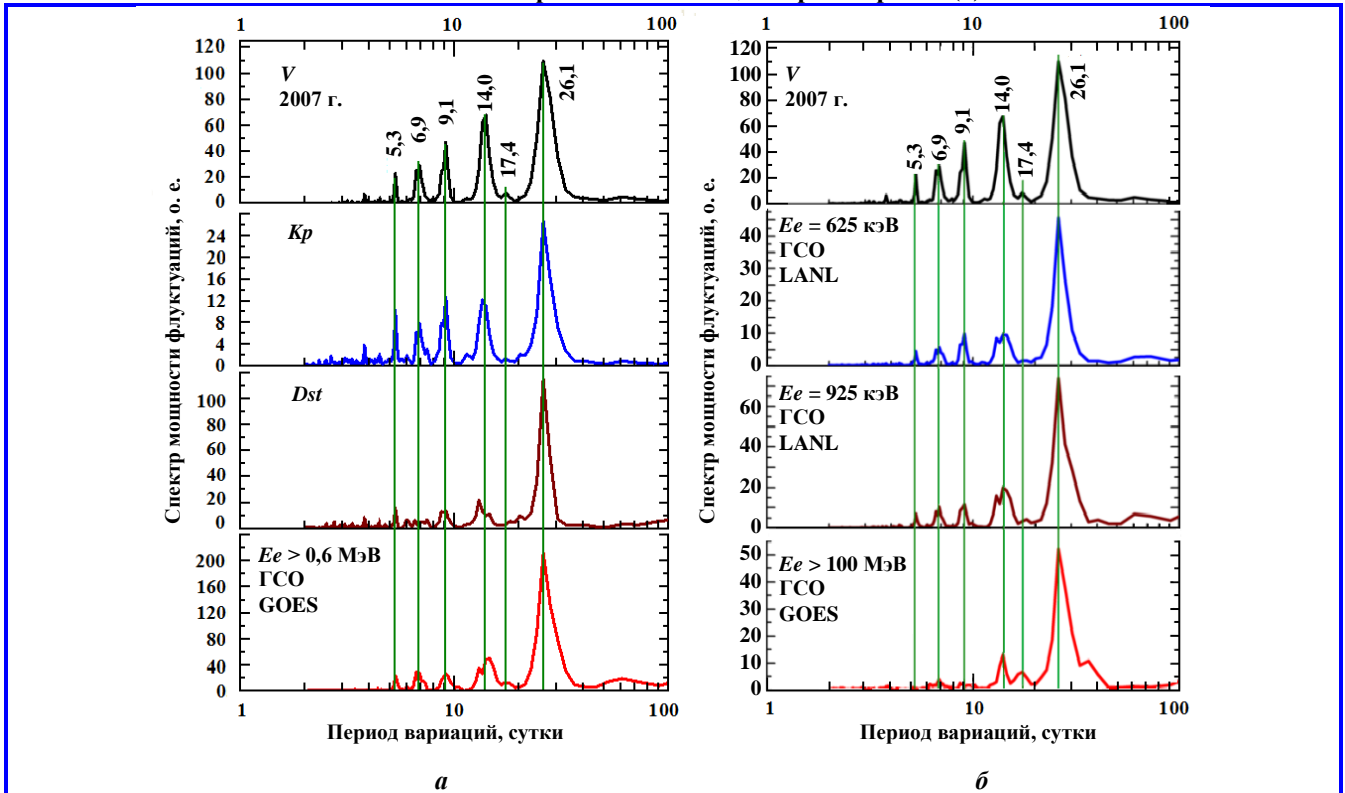 1 10 100
120
100
80
60
40
20
0
V
2007 г.
5,3 6,9 9,1 14,0 17,4 26,1
24
16
12
8
4
0
Kp
100
80
60
40
20
0
Dst
200
160
120
80
40
0
Ee > 0,6 МэВ
ГСО
GOES
1 10 100
Спектр мощности флуктуаций, о. е.
Период вариаций, сутки
а
1 10 100
120
100
80
60
40
20
0
V
2007 г.
5,3 6,9 9,1 14,0 17,4 26,1
40
30
20
10
0
Ee = 625 кэВ
ГСО
LANL
60
40
20
0
Ee = 925 кэВ
ГСО
LANL
50
40
30
20
10
0
Ee > 100 МэВ
ГСО
GOES
1 10 100
Спектр мощности флуктуаций, о. е.
Период вариаций, сутки
б